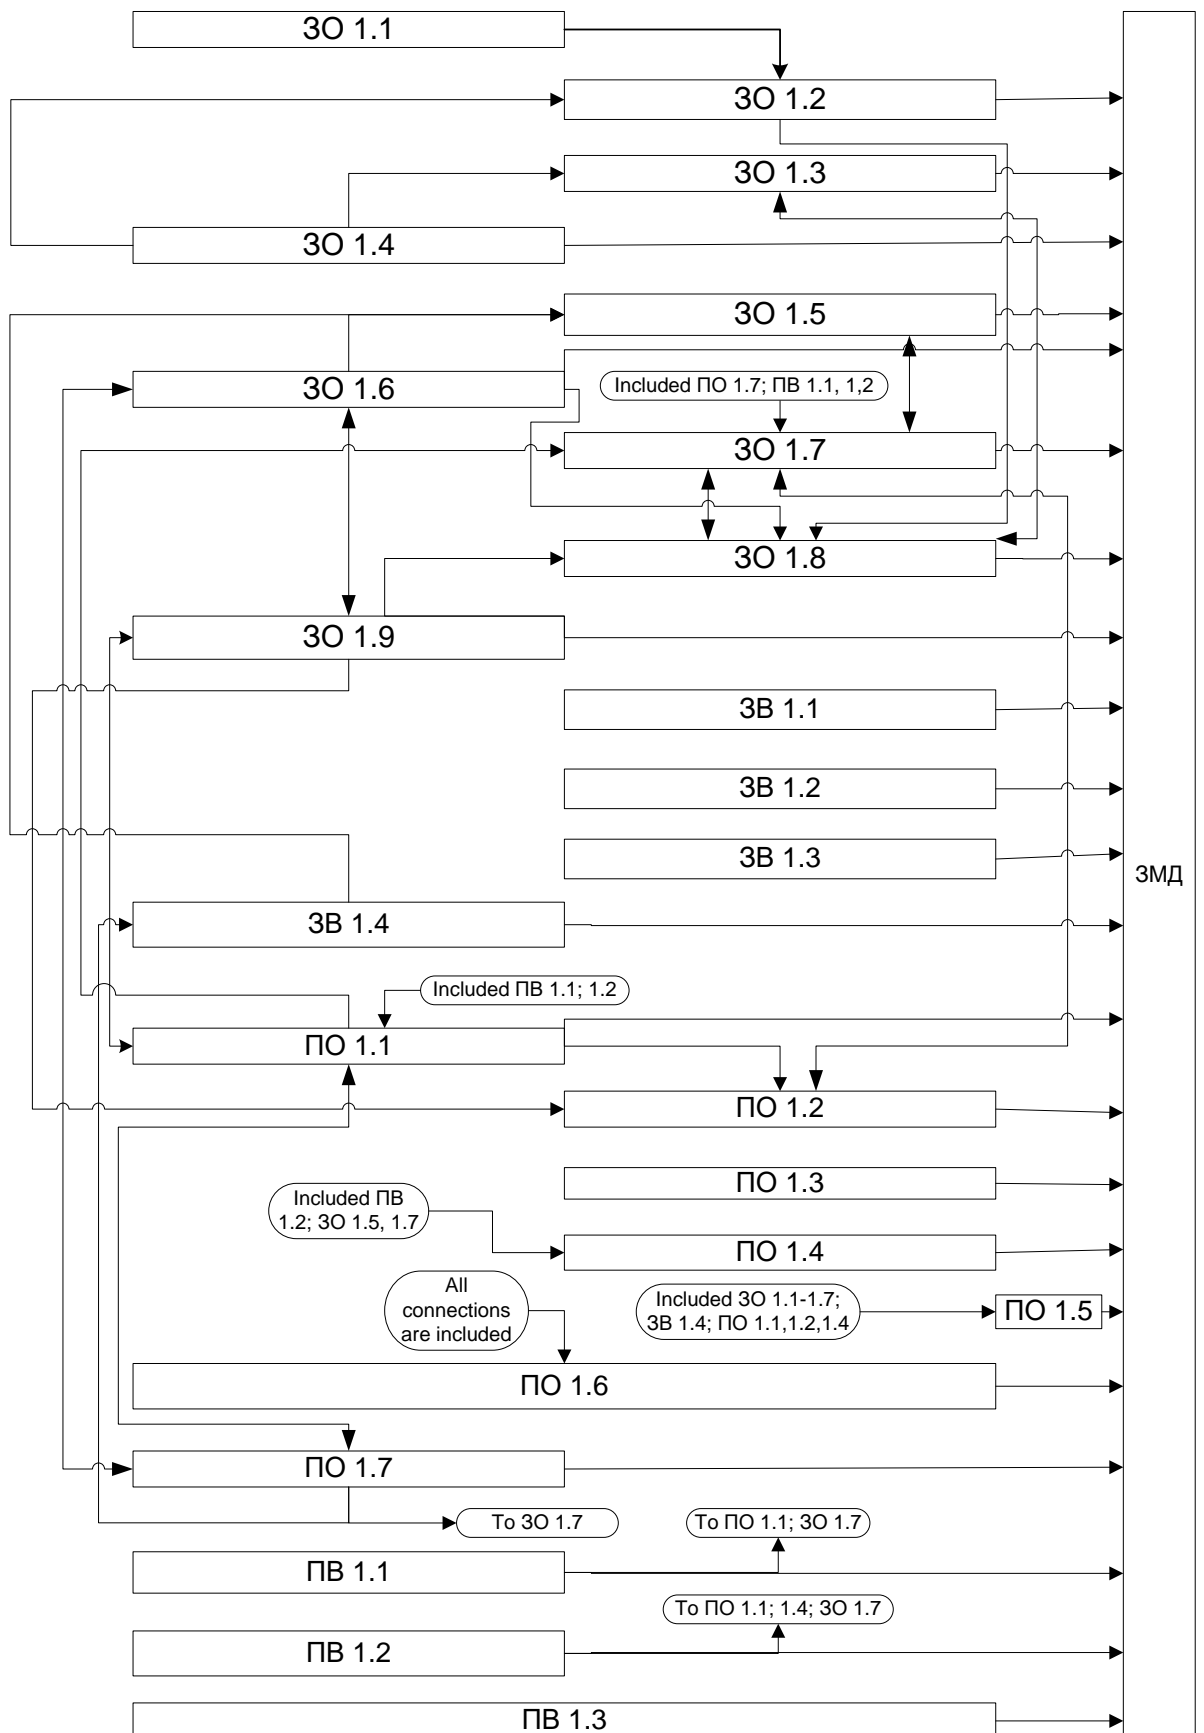 ЗО 1.1
ЗО 1.2
ЗО 1.3
ЗО 1.4
ЗО 1.5
ЗО 1.6
Included ПО 1.7; ПВ 1.1, 1,2
ЗО 1.7
ЗО 1.8
ЗО 1.9
ЗВ 1.1
ЗВ 1.2
ЗВ 1.3
ЗМД
ЗВ 1.4
Included ПВ 1.1; 1.2
ПО 1.1
ПО 1.2
ПО 1.3
Included ПВ
1.2; ЗО 1.5, 1.7
ПО 1.4
All
connections
are included
Included ЗО 1.1-1.7;
ЗВ 1.4; ПО 1.1,1.2,1.4
ПО 1.5
ПО 1.6
ПО 1.7
To ЗО 1.7
To ПО 1.1; ЗО 1.7
ПВ 1.1
To ПО 1.1; 1.4; ЗО 1.7
ПВ 1.2
ПВ 1.3